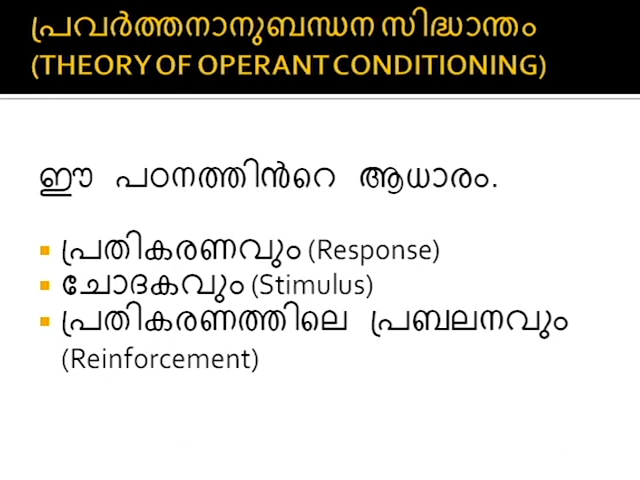 പ്രവർത്തനാനുബന്ധന സിദ്ധാന്തം
(THEORY OF OPERANT CONDITIONING)
ഈ പഠനത്തിൻറെ ആധാരം.
പ്രതികരണവും (Response)
ചോദകവും (Stimulus)
പ്രതികരണത്തിലെ പ്രബലനവും
(Reinforcement)